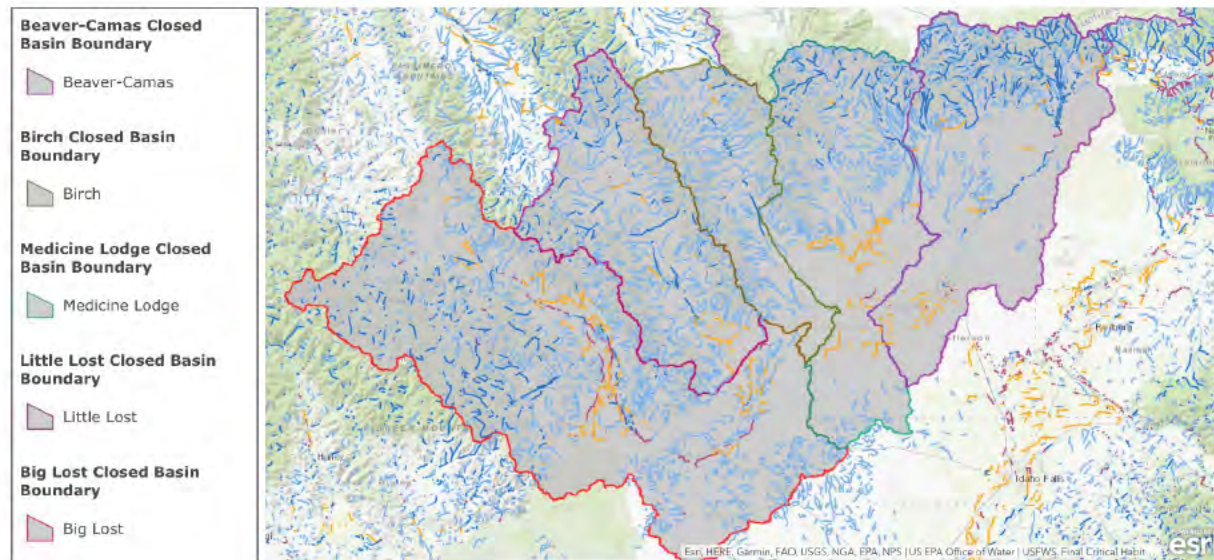 Beaver-Camas Closed
Basin Boundary
Beaver-Camas
Birch Closed Basin
Boundary
Birch
Medicine Lodge Closed
Basin Boundary
Medicine Lodge
Little Lost Closed Basin
Boundary
Little Lost
Big Lost Closed Basin
Boundary
Big Lost
Rexburg
Idaho Falls
Esri, HERE, Garmin, FAO, USGS, NGA, EPA, NPS | US EPA Office of Water | USFWS, Final Critical Habit
esri